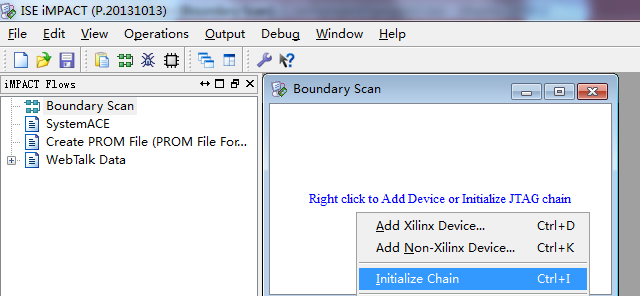 ISE iMPACT (P.20131013)
File Edit View Operations Output Debug Window Help
iMPACT Flows
Boundary Scan
SystemACE
Create PROM File (PROM File For...
WebTalk Data
Boundary Scan
Right click to Add Device or Initialize JTAG chain
Add Xilinx Device... Ctrl+D
Add Non-Xilinx Device... Ctrl+K
Initialize Chain Ctrl+I